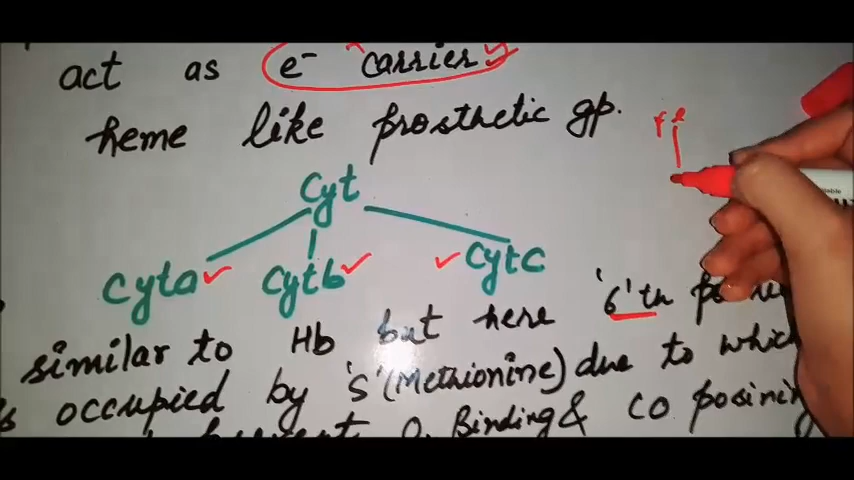 act as e⁻ carrier
heme like prosthetic gp.
fe
Cyt
Cyta Cytb Cytc
similar to Hb but here '6'th
occupied by 'S' (Methionine) due to which
O₂ Binding & CO